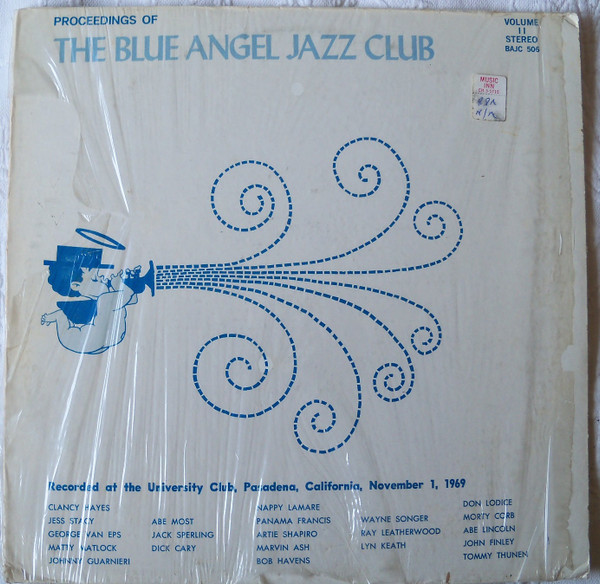 PROCEEDINGS OF
THE BLUE ANGEL JAZZ CLUB
VOLUME
11
STEREO
BAJC 506
MUSIC
INN
Recorded at the University Club, Pasadena, California, November 1, 1969
CLANCY HAYES
JESS STACY
GEORGE VAN EPS
MATTY MATLOCK
JOHNNY GUARNIERI
ABE MOST
JACK SPERLING
DICK CARY
NAPPY LAMARE
PANAMA FRANCIS
ARTIE SHAPIRO
MARVIN ASH
BOB HAVENS
WAYNE SONGER
RAY LEATHERWOOD
LYN KEATH
DON LODICE
MORTY CORB
ABE LINCOLN
JOHN FINLEY
TOMMY THUNEN